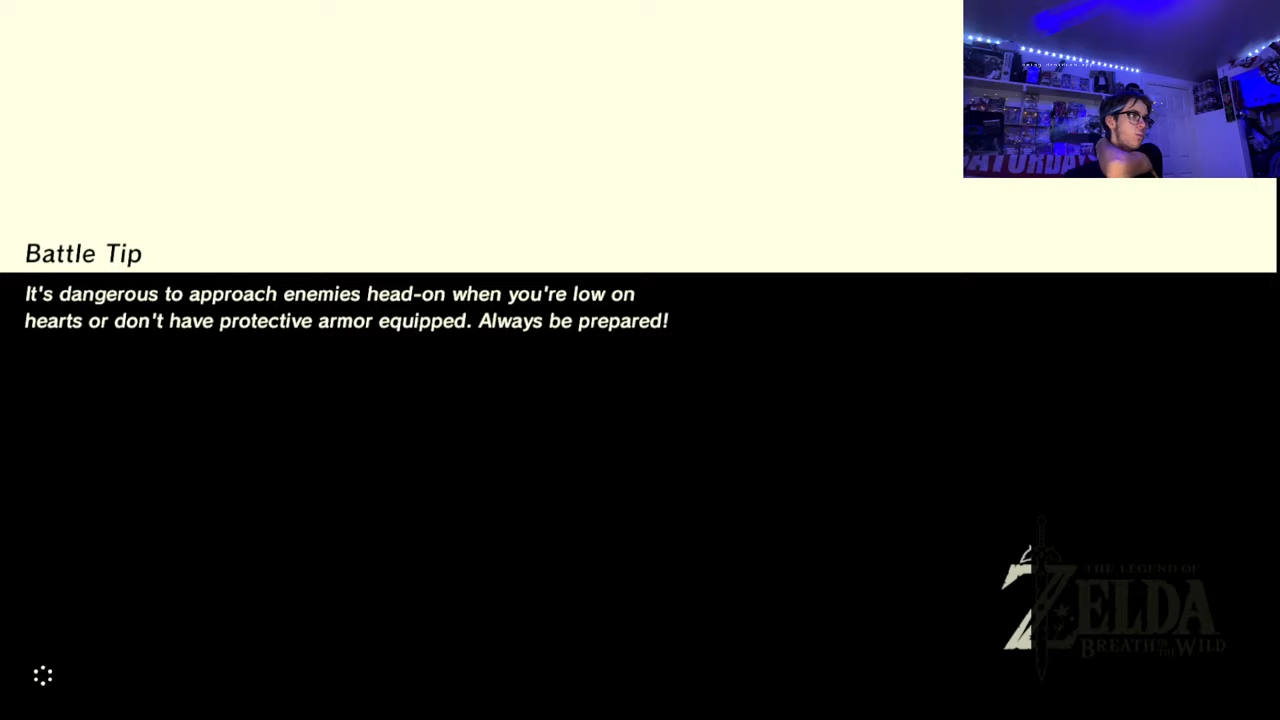 SATURDAYS
Battle Tip
It's dangerous to approach enemies head-on when you're low on
hearts or don't have protective armor equipped. Always be prepared!
THE LEGEND OF
ZELDA
BREATH OF THE WILD